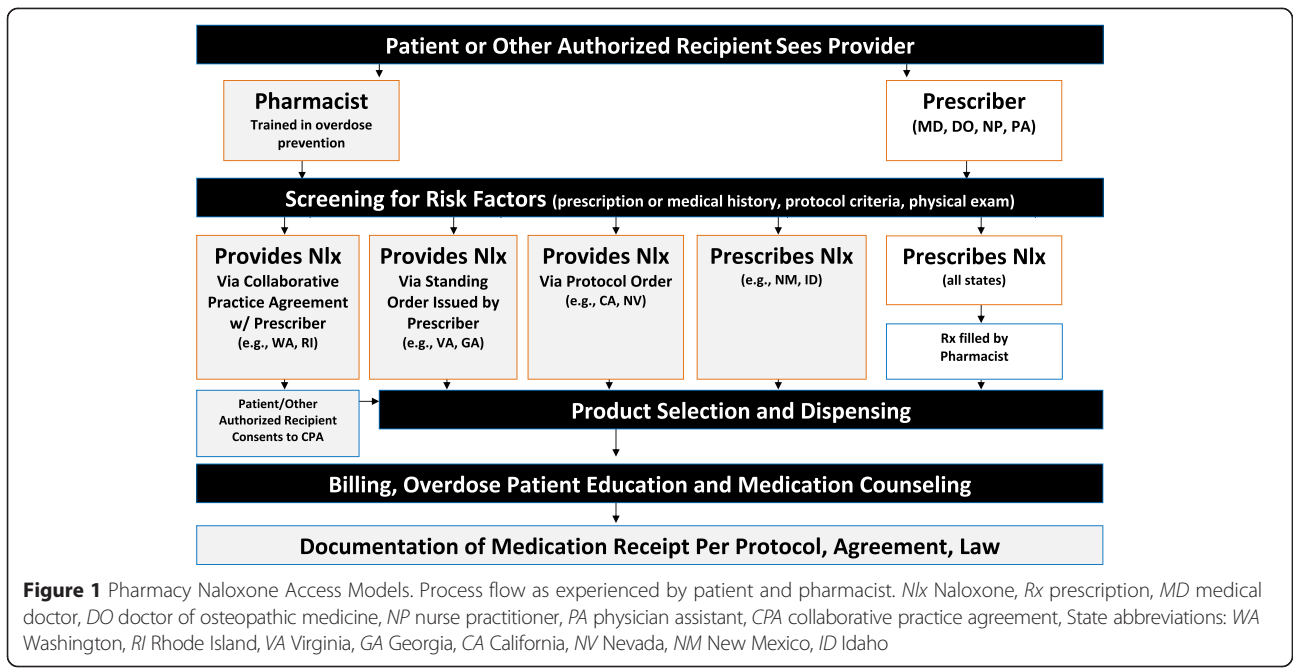 Patient or Other Authorized Recipient Sees Provider
Pharmacist
Trained in overdose
prevention
Prescriber
(MD, DO, NP, PA)
Screening for Risk Factors (prescription or medical history, protocol criteria, physical exam)
Provides Nlx
Via Collaborative
Practice Agreement
w/ Prescriber
(e.g., WA, RI)
Provides Nlx
Via Standing
Order Issued by
Prescriber
(e.g., VA, GA)
Provides Nlx
Via Protocol Order
(e.g., CA, NV)
Prescribes Nlx
(e.g., NM, ID)
Prescribes Nlx
(all states)
Rx filled by
Pharmacist
Patient/Other
Authorized Recipient
Consents to CPA
Product Selection and Dispensing
Billing, Overdose Patient Education and Medication Counseling
Documentation of Medication Receipt Per Protocol, Agreement, Law
Figure 1 Pharmacy Naloxone Access Models. Process flow as experienced by patient and pharmacist. Nlx Naloxone, Rx prescription, MD medical
doctor, DO doctor of osteopathic medicine, NP nurse practitioner, PA physician assistant, CPA collaborative practice agreement, State abbreviations: WA
Washington, RI Rhode Island, VA Virginia, GA Georgia, CA California, NV Nevada, NM New Mexico, ID Idaho